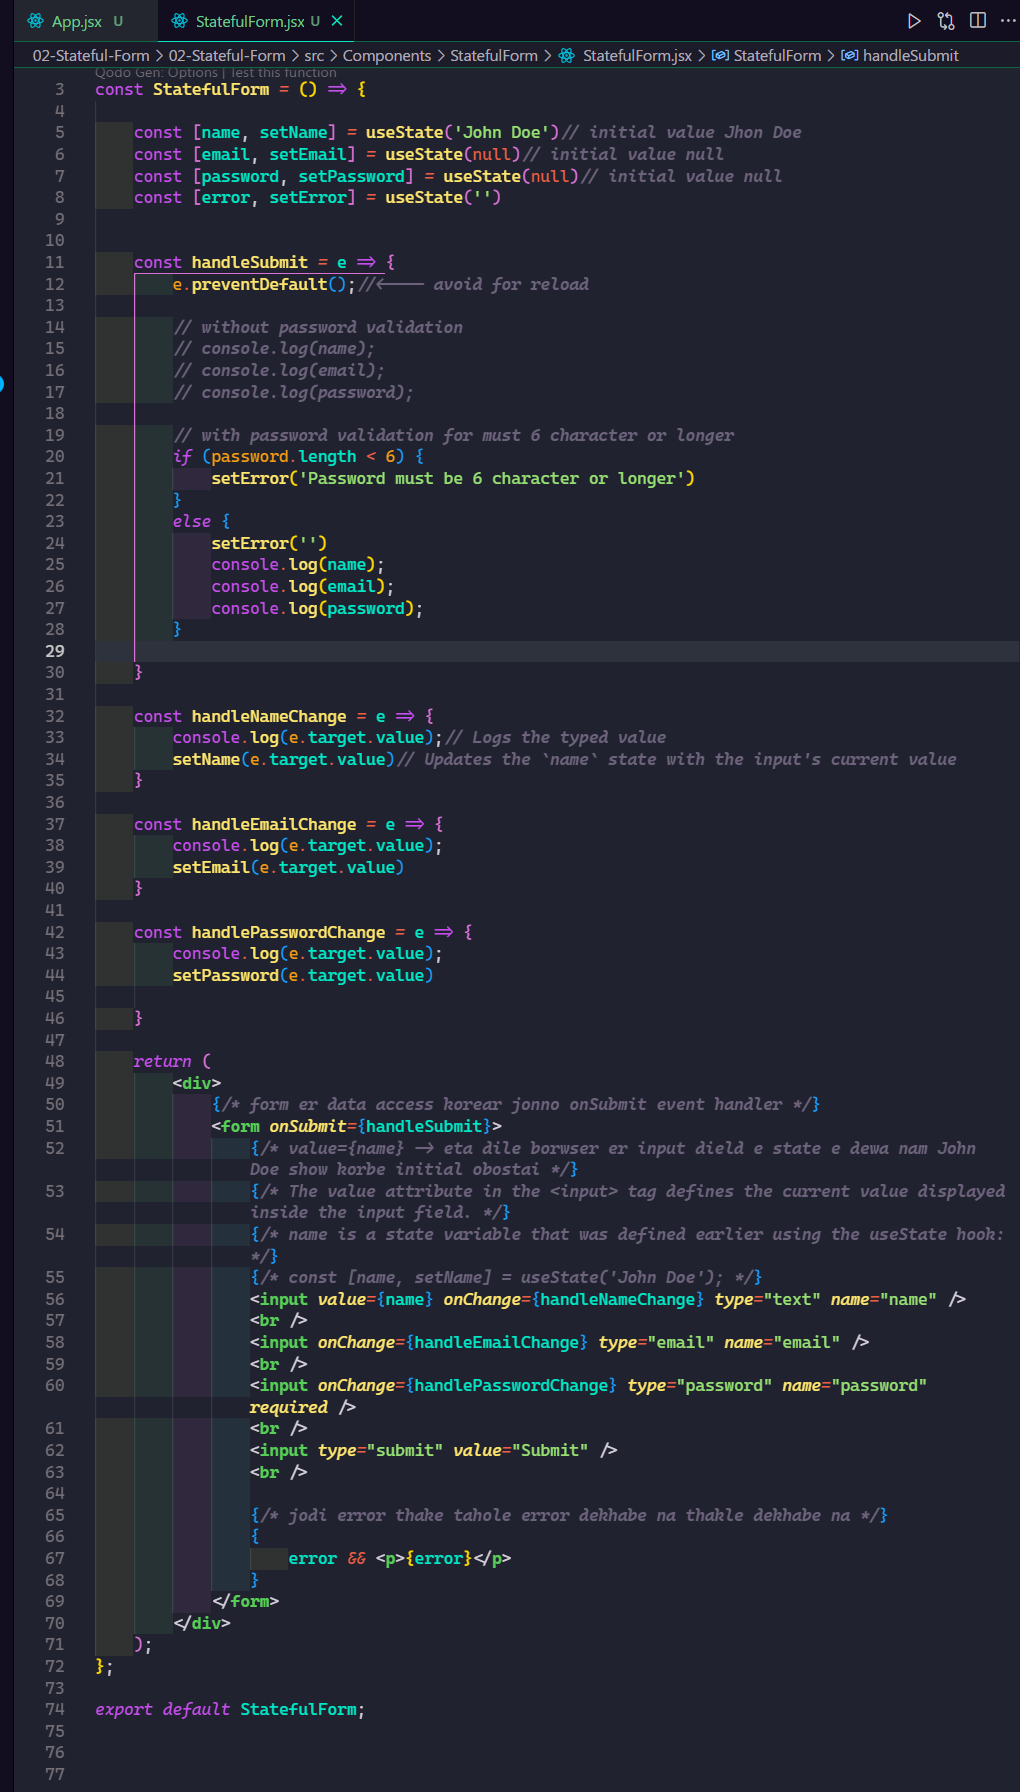 App.jsx U StatefulForm.jsx U
02-Stateful-Form > 02-Stateful-Form > src > Components > StatefulForm > StatefulForm.jsx > StatefulForm > handleSubmit
Qodo Gen: Options | Test this function
3 const StatefulForm = () => {
4
5 const [name, setName] = useState('John Doe')// initial value Jhon Doe
6 const [email, setEmail] = useState(null)// initial value null
7 const [password, setPassword] = useState(null)// initial value null
8 const [error, setError] = useState('')
9
10
11 const handleSubmit = e => {
12 e.preventDefault();//<---- avoid for reload
13
14 // without password validation
15 // console.log(name);
16 // console.log(email);
17 // console.log(password);
18
19 // with password validation for must 6 character or longer
20 if (password.length < 6) {
21 setError('Password must be 6 character or longer')
22 }
23 else {
24 setError('')
25 console.log(name);
26 console.log(email);
27 console.log(password);
28 }
29
30 }
31
32 const handleNameChange = e => {
33 console.log(e.target.value);// Logs the typed value
34 setName(e.target.value)// Updates the `name` state with the input's current value
35 }
36
37 const handleEmailChange = e => {
38 console.log(e.target.value);
39 setEmail(e.target.value)
40 }
41
42 const handlePasswordChange = e => {
43 console.log(e.target.value);
44 setPassword(e.target.value)
45
46 }
47
48 return (
49 <div>
50 {/* form er data access korear jonno onSubmit event handler */}
51 <form onSubmit={handleSubmit}>
52 {/* value={name} -> eta dile borwser er input dield e state e dewa nam John
Doe show korbe initial obostai */}
53 {/* The value attribute in the <input> tag defines the current value displayed
inside the input field. */}
54 {/* name is a state variable that was defined earlier using the useState hook:
*/}
55 {/* const [name, setName] = useState('John Doe'); */}
56 <input value={name} onChange={handleNameChange} type="text" name="name" />
57 <br />
58 <input onChange={handleEmailChange} type="email" name="email" />
59 <br />
60 <input onChange={handlePasswordChange} type="password" name="password"
required />
61 <br />
62 <input type="submit" value="Submit" />
63 <br />
64
65 {/* jodi error thake tahole error dekhabe na thakle dekhabe na */}
66 {
67 error && <p>{error}</p>
68 }
69 </form>
70 </div>
71 );
72 };
73
74 export default StatefulForm;
75
76
77